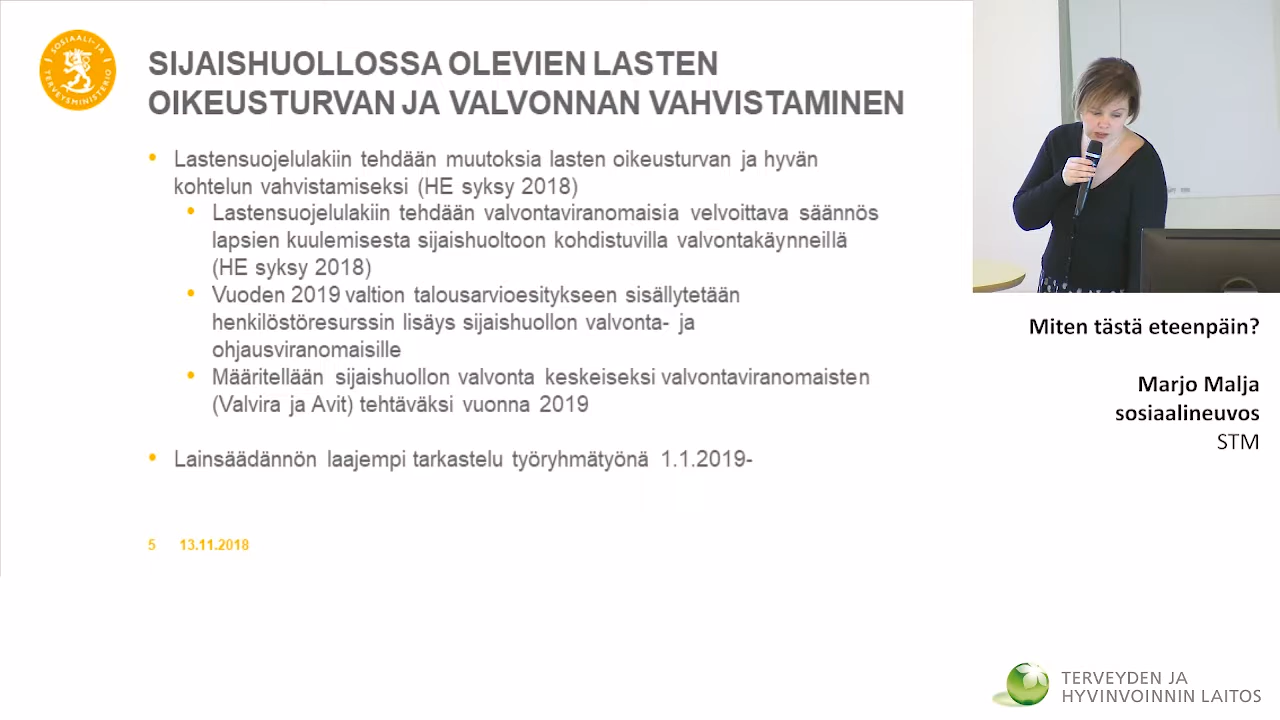 SOSIAALI- JA TERVEYSMINISTERIÖ
SIJAISHUOLLOSSA OLEVIEN LASTEN
OIKEUSTURVAN JA VALVONNAN VAHVISTAMINEN
• Lastensuojelulakiin tehdään muutoksia lasten oikeusturvan ja hyvän
kohtelun vahvistamiseksi (HE syksy 2018)
• Lastensuojelulakiin tehdään valvontaviranomaisia velvoittava säännös
lapsien kuulemisesta sijaishuoltoon kohdistuvilla valvontakäynneillä
(HE syksy 2018)
• Vuoden 2019 valtion talousarvioesitykseen sisällytetään
henkilöstöresurssin lisäys sijaishuollon valvonta- ja
ohjausviranomaisille
• Määritellään sijaishuollon valvonta keskeiseksi valvontaviranomaisten
(Valvira ja Avit) tehtäväksi vuonna 2019
• Lainsäädännön laajempi tarkastelu työryhmätyönä 1.1.2019-
5 13.11.2018
Miten tästä eteenpäin?
Marjo Malja
sosiaalineuvos
STM
TERVEYDEN JA
HYVINVOINNIN LAITOS